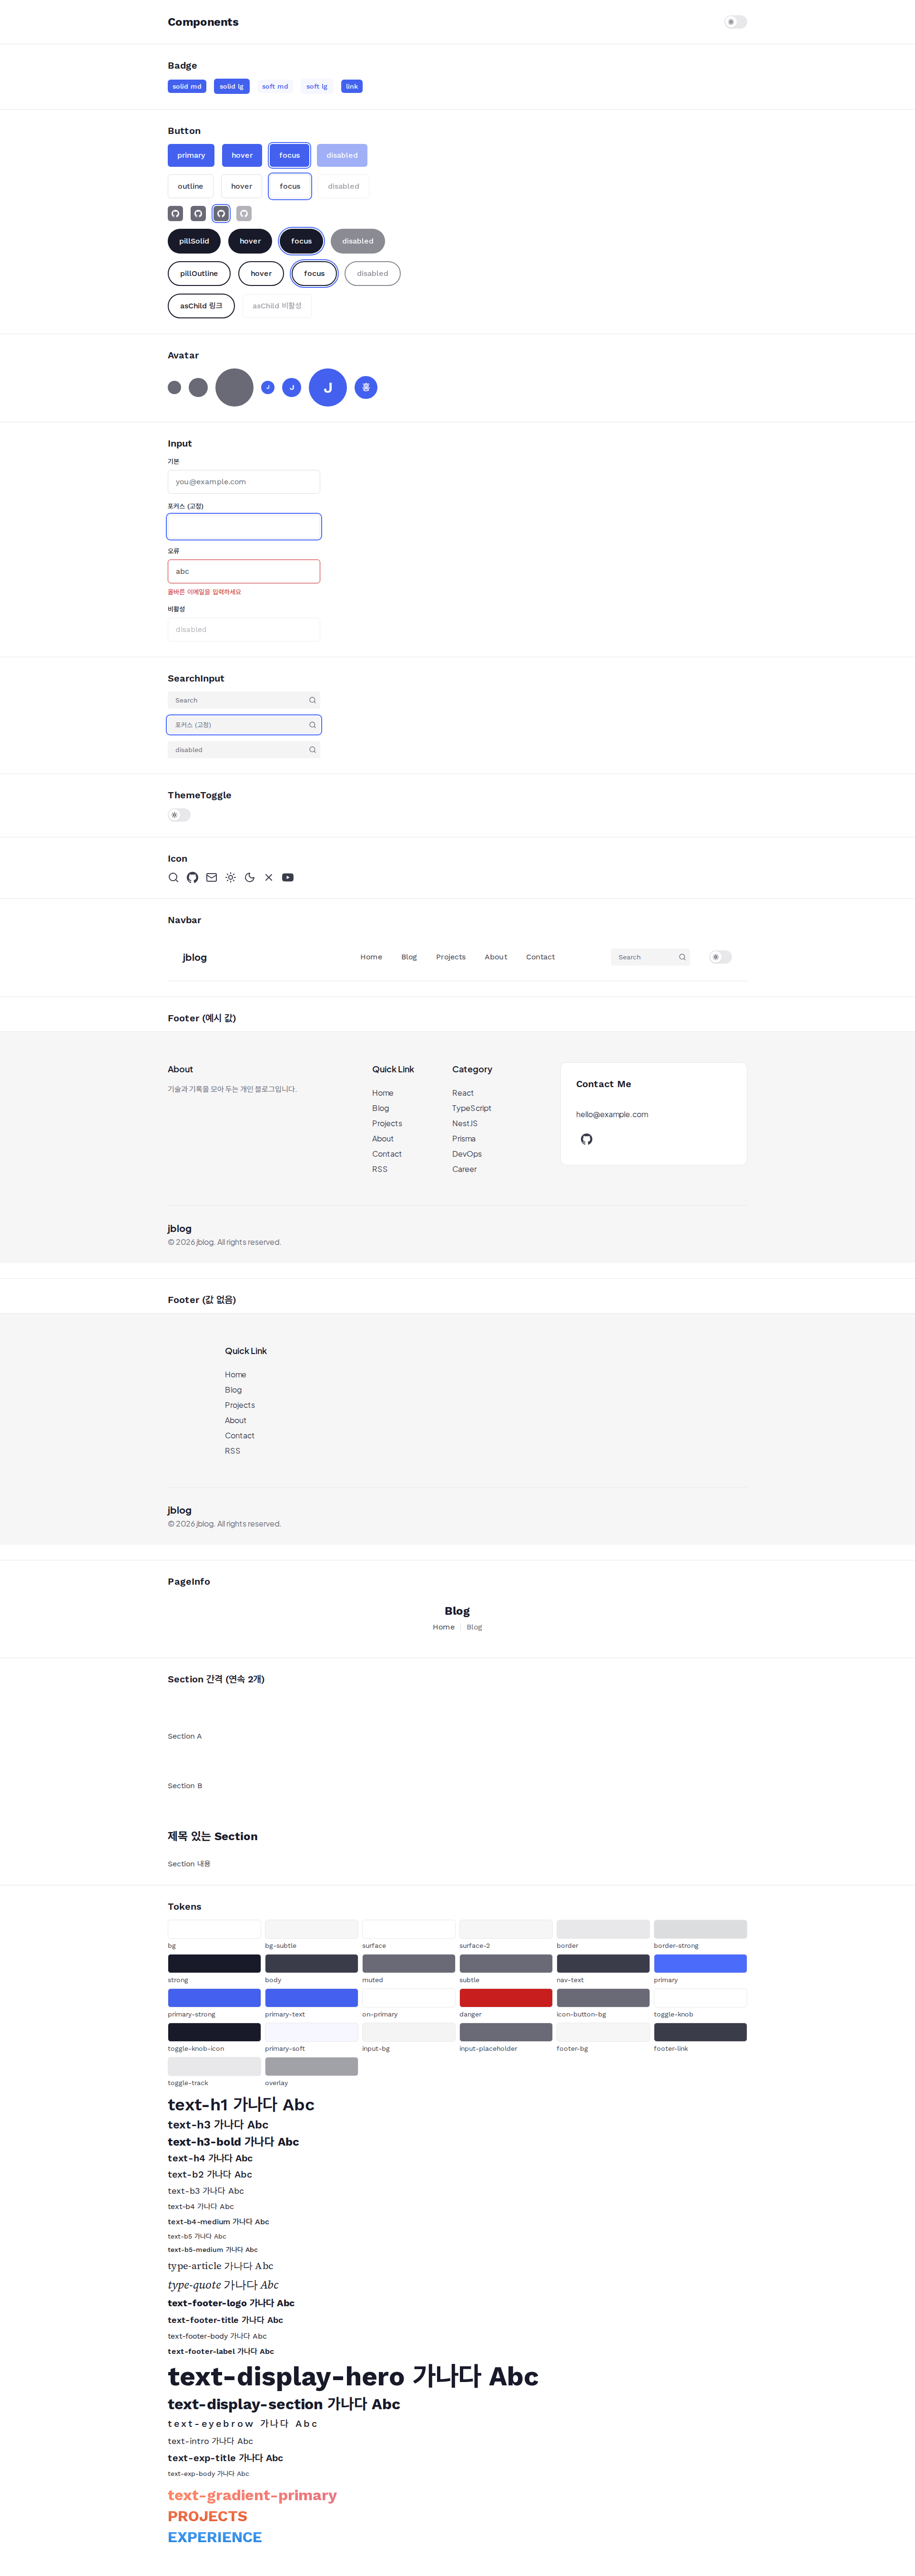 Components
Badge
solid md solid lg soft md soft lg link
Button
primary hover focus disabled
outline hover focus disabled
pillSolid hover focus disabled
pillOutline hover focus disabled
asChild 링크 asChild 비활성
Avatar
J J J 홍
Input
기본
you@example.com
포커스 (고정)
오류
abc
올바른 이메일을 입력하세요
비활성
disabled
SearchInput
Search
포커스 (고정)
disabled
ThemeToggle
Icon
Navbar
jblog Home Blog Projects About Contact Search
Footer (예시 값)
About Quick Link Category Contact Me
기술과 기록을 모아 두는 개인 블로그입니다.
Home React
Blog TypeScript hello@example.com
Projects NestJS
About Prisma
Contact DevOps
RSS Career
jblog
© 2026 jblog. All rights reserved.
Footer (값 없음)
Quick Link
Home
Blog
Projects
About
Contact
RSS
jblog
© 2026 jblog. All rights reserved.
PageInfo
Blog
Home | Blog
Section 간격 (연속 2개)
Section A
Section B
제목 있는 Section
Section 내용
Tokens
bg bg-subtle surface surface-2 border border-strong
strong body muted subtle nav-text primary
primary-strong primary-text on-primary danger icon-button-bg toggle-knob
toggle-knob-icon primary-soft input-bg input-placeholder footer-bg footer-link
toggle-track overlay
text-h1 가나다 Abc
text-h3 가나다 Abc
text-h3-bold 가나다 Abc
text-h4 가나다 Abc
text-b2 가나다 Abc
text-b3 가나다 Abc
text-b4 가나다 Abc
text-b4-medium 가나다 Abc
text-b5 가나다 Abc
text-b5-medium 가나다 Abc
type-article 가나다 Abc
type-quote 가나다 Abc
text-footer-logo 가나다 Abc
text-footer-title 가나다 Abc
text-footer-body 가나다 Abc
text-footer-label 가나다 Abc
text-display-hero 가나다 Abc
text-display-section 가나다 Abc
text-eyebrow 가나다 Abc
text-intro 가나다 Abc
text-exp-title 가나다 Abc
text-exp-body 가나다 Abc
text-gradient-primary
PROJECTS
EXPERIENCE